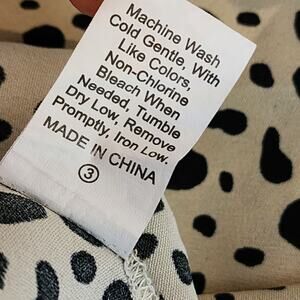 Machine Wash
Cold Gentle, With
Like Colors,
Non-Chlorine
Bleach When
Needed, Tumble
Dry Low, Remove
Promptly, Iron Low.
MADE IN CHINA
3